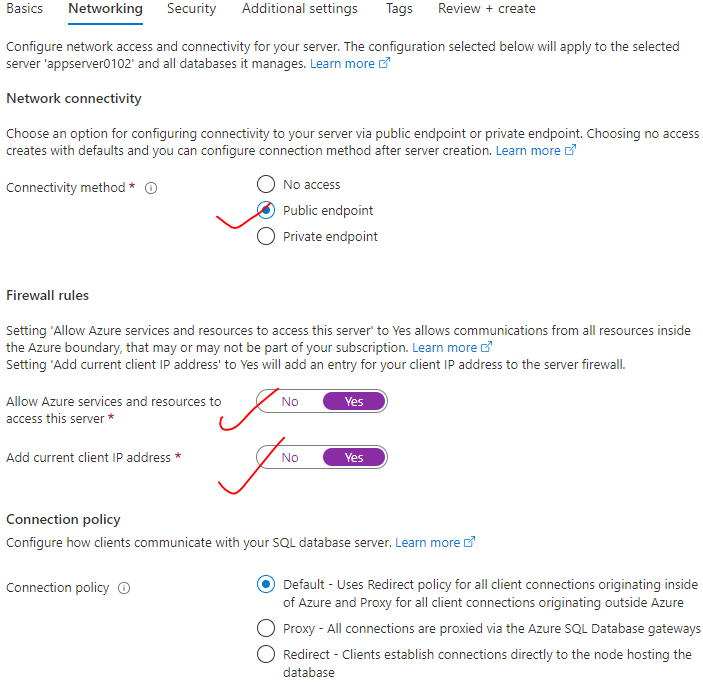 Basics Networking Security Additional settings Tags Review + create
Configure network access and connectivity for your server. The configuration selected below will apply to the selected
server 'appserver0102' and all databases it manages. Learn more
Network connectivity
Choose an option for configuring connectivity to your server via public endpoint or private endpoint. Choosing no access
creates with defaults and you can configure connection method after server creation. Learn more
Connectivity method *
No access
Public endpoint
Private endpoint
Firewall rules
Setting 'Allow Azure services and resources to access this server' to Yes allows communications from all resources inside
the Azure boundary, that may or may not be part of your subscription. Learn more
Setting 'Add current client IP address' to Yes will add an entry for your client IP address to the server firewall.
Allow Azure services and resources to
access this server *
No Yes
Add current client IP address *
No Yes
Connection policy
Configure how clients communicate with your SQL database server. Learn more
Connection policy
Default - Uses Redirect policy for all client connections originating inside
of Azure and Proxy for all client connections originating outside Azure
Proxy - All connections are proxied via the Azure SQL Database gateways
Redirect - Clients establish connections directly to the node hosting the
database